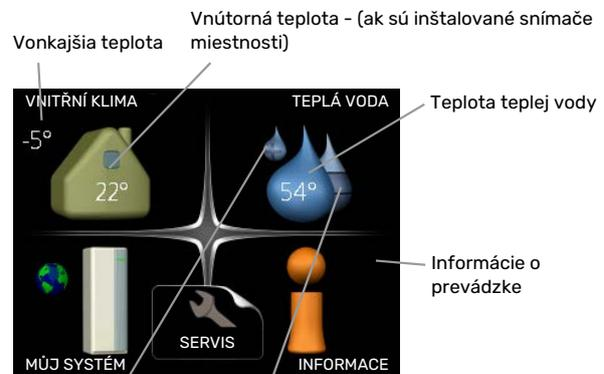 Vnútorná teplota - (ak sú inštalované snímače
miestnosti)
Vonkajšia teplota
VNITŘNÍ KLIMA
TEPLÁ VODA
Teplota teplej vody
-5°
22°
54°
Informácie o
prevádzke
SERVIS
MŮJ SYSTÉM
INFORMACE